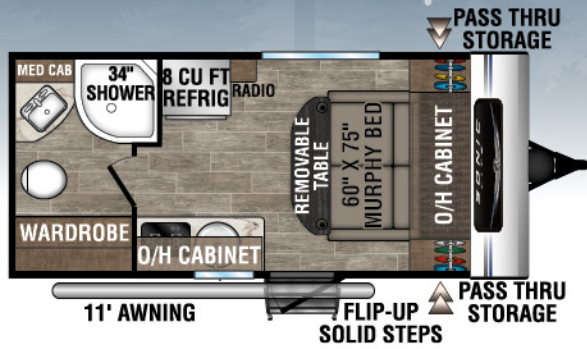 PASS THRU
STORAGE
MED CAB
34"
SHOWER
8 CU FT
REFRIG
RADIO
REMOVABLE
TABLE
60" X 75"
MURPHY BED
O/H CABINET
SONIC
WARDROBE
O/H CABINET
11' AWNING
FLIP-UP
SOLID STEPS
PASS THRU
STORAGE